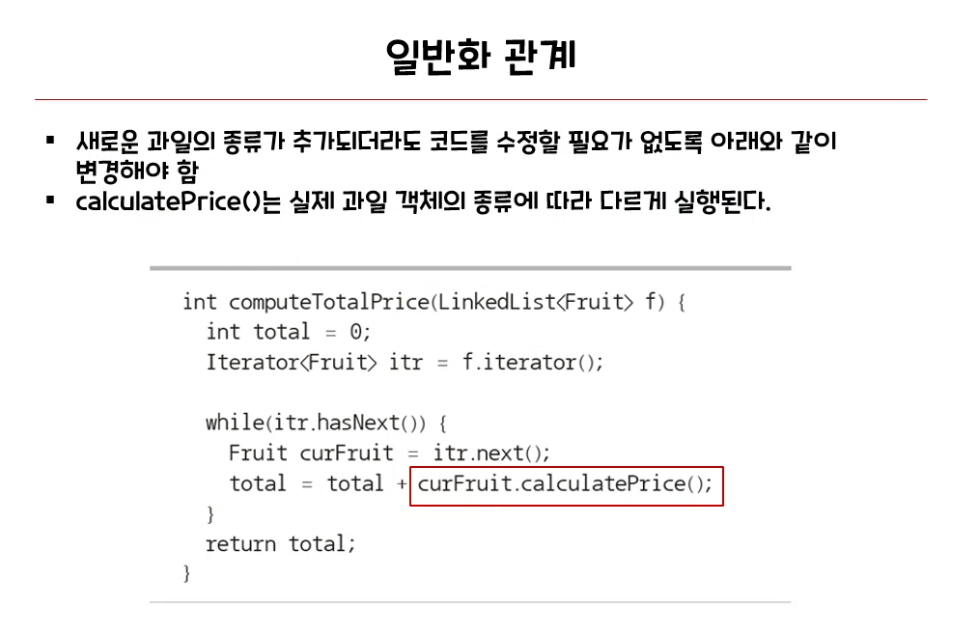 일반화 관계
▪ 새로운 과일의 종류가 추가되더라도 코드를 수정할 필요가 없도록 아래와 같이
변경해야 함
▪ calculatePrice()는 실제 과일 객체의 종류에 따라 다르게 실행된다.
int computeTotalPrice(LinkedList<Fruit> f) {
int total = 0;
Iterator<Fruit> itr = f.iterator();
while(itr.hasNext()) {
Fruit curFruit = itr.next();
total = total + curFruit.calculatePrice();
}
return total;
}